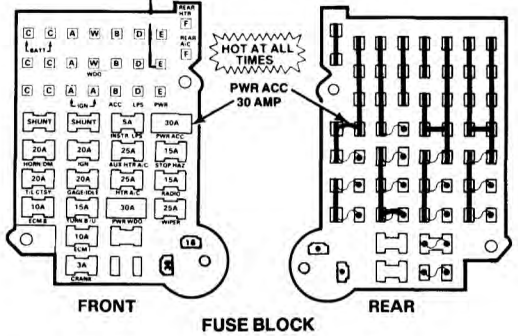 REAR
HTR
F
REAR
A/C
F
C C A W B D E
BATT
C C A W B D E
WDO
C C A A B D E
IGN ACC LPS PWR
SHUNT SHUNT 5A 30A
INSTR LPS PWR ACC
20A 20A 25A 15A
HORN/DM IGN AUX HTR A/C STOP HAZ
20A 20A 25A 15A
T/L CTSY GAGE/IDLE HTR A/C RADIO
10A 15A 30A 25A
ECM B TURN B/U PWR WDO WIPER
10A
ECM
3A
CRANK
HOT AT ALL
TIMES
PWR ACC
30 AMP
FRONT
REAR
FUSE BLOCK